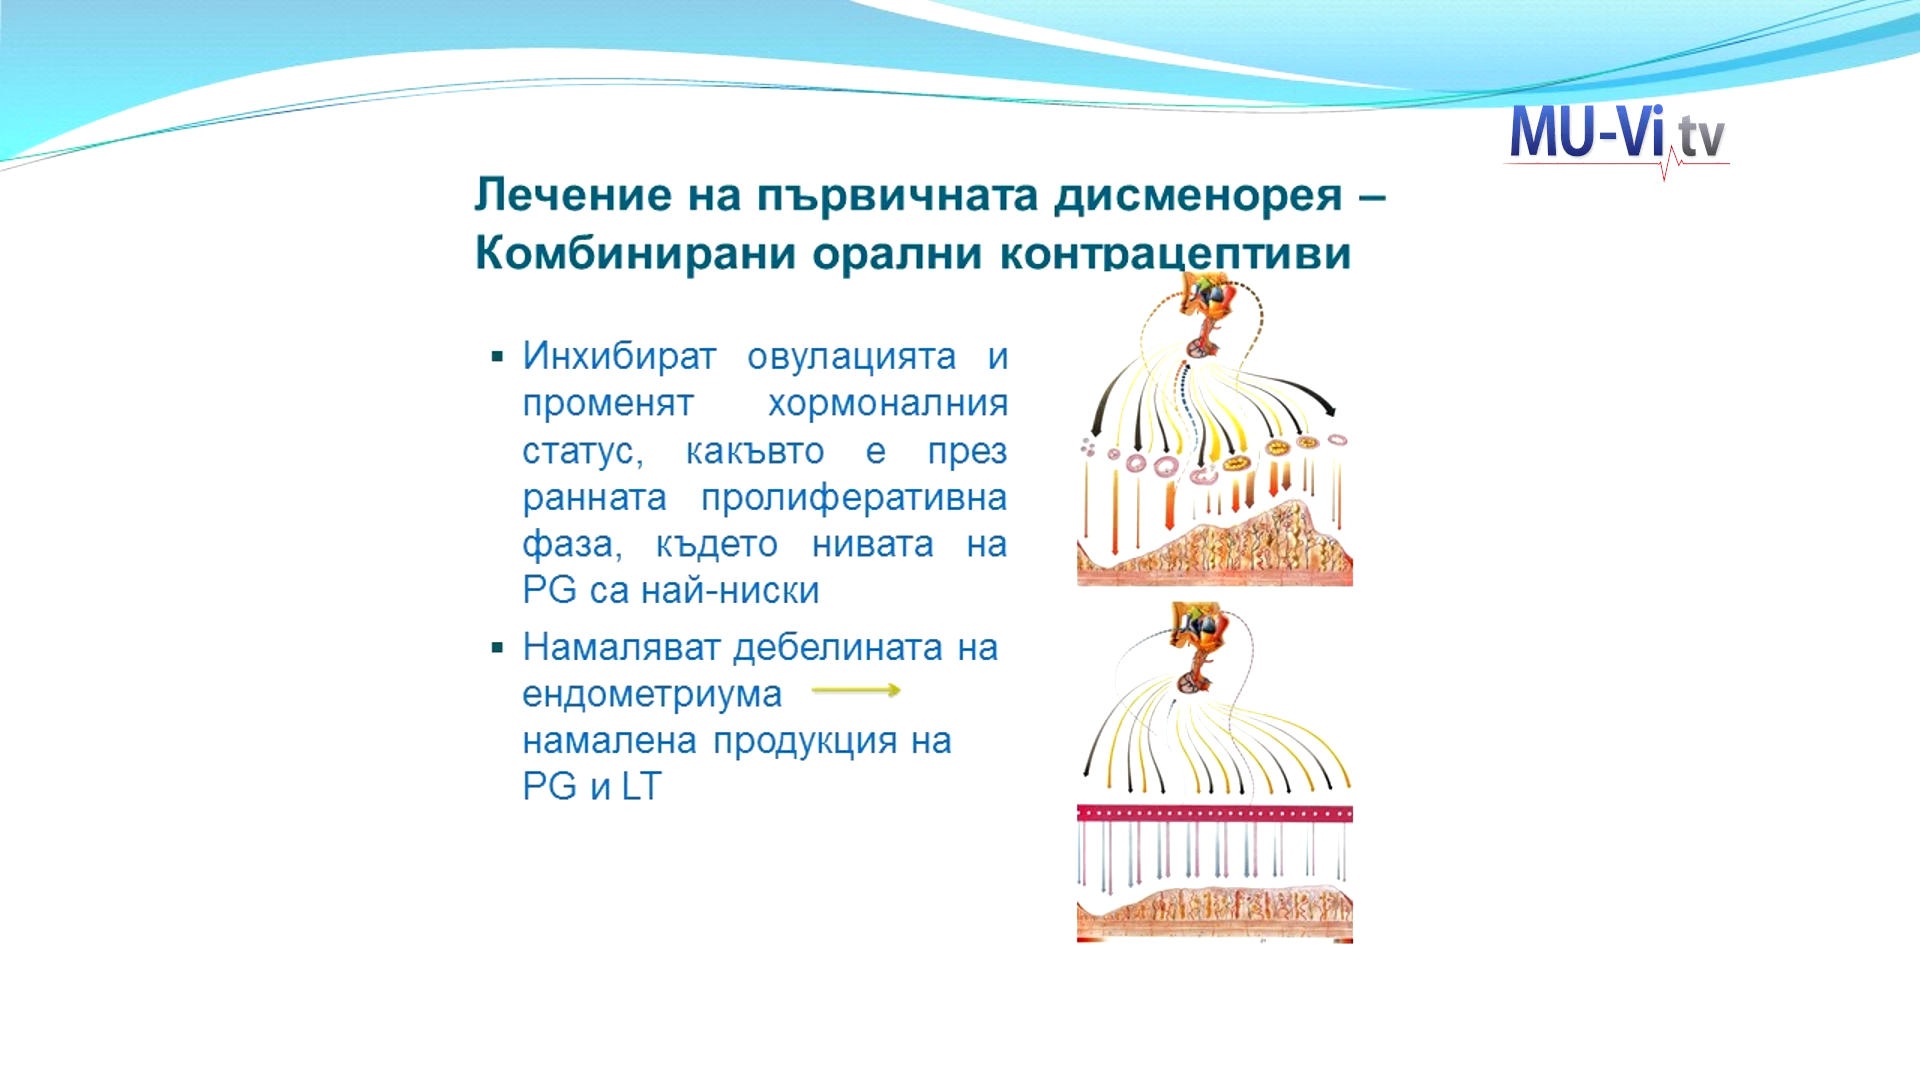 MU-Vi.tv
Лечение на първичната дисменорея –
Комбинирани орални контрацептиви
▪ Инхибират овулацията и
променят хормоналния
статус, какъвто е през
ранната пролиферативна
фаза, където нивата на
PG са най-ниски
▪ Намаляват дебелината на
ендометриума
намалена продукция на
PG и LT